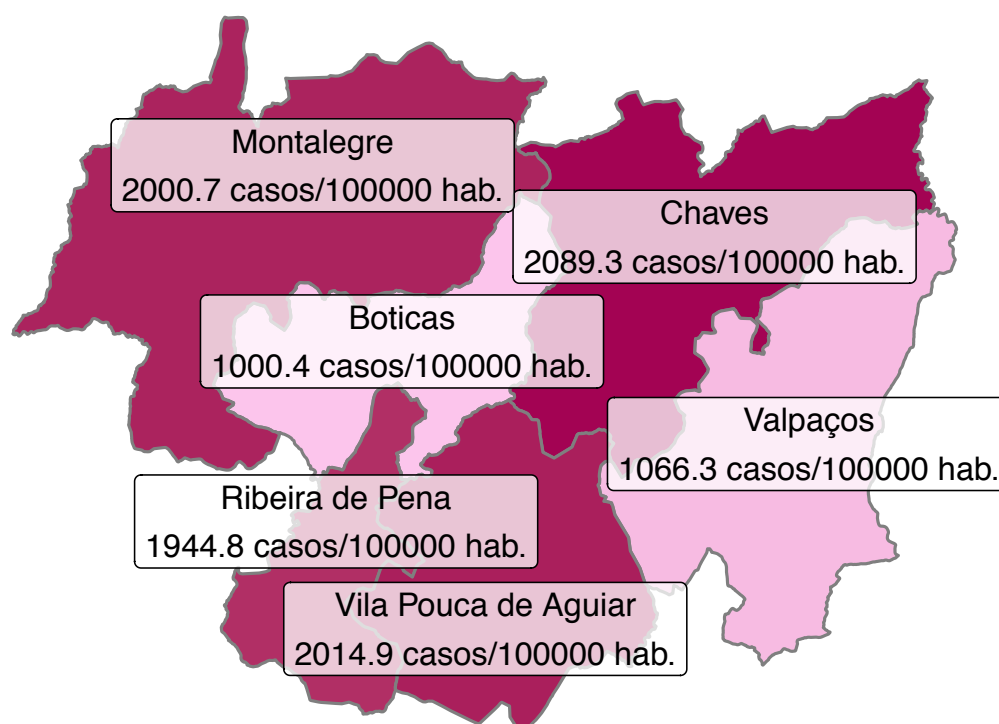 Montalegre
2000.7 casos/100000 hab.
Chaves
2089.3 casos/100000 hab.
Boticas
1000.4 casos/100000 hab.
Valpaços
1066.3 casos/100000 hab.
Ribeira de Pena
1944.8 casos/100000 hab.
Vila Pouca de Aguiar
2014.9 casos/100000 hab.